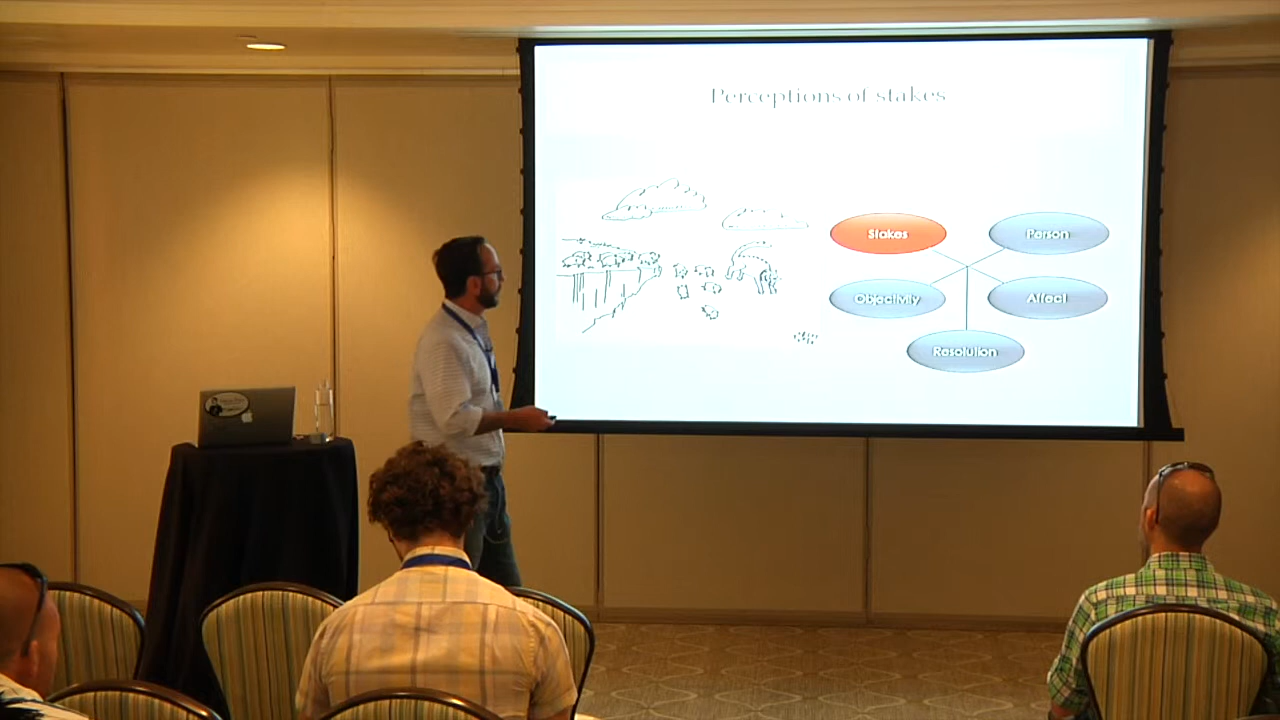 Perceptions of stakes
Stakes
Person
Objectivity
Affect
Resolution